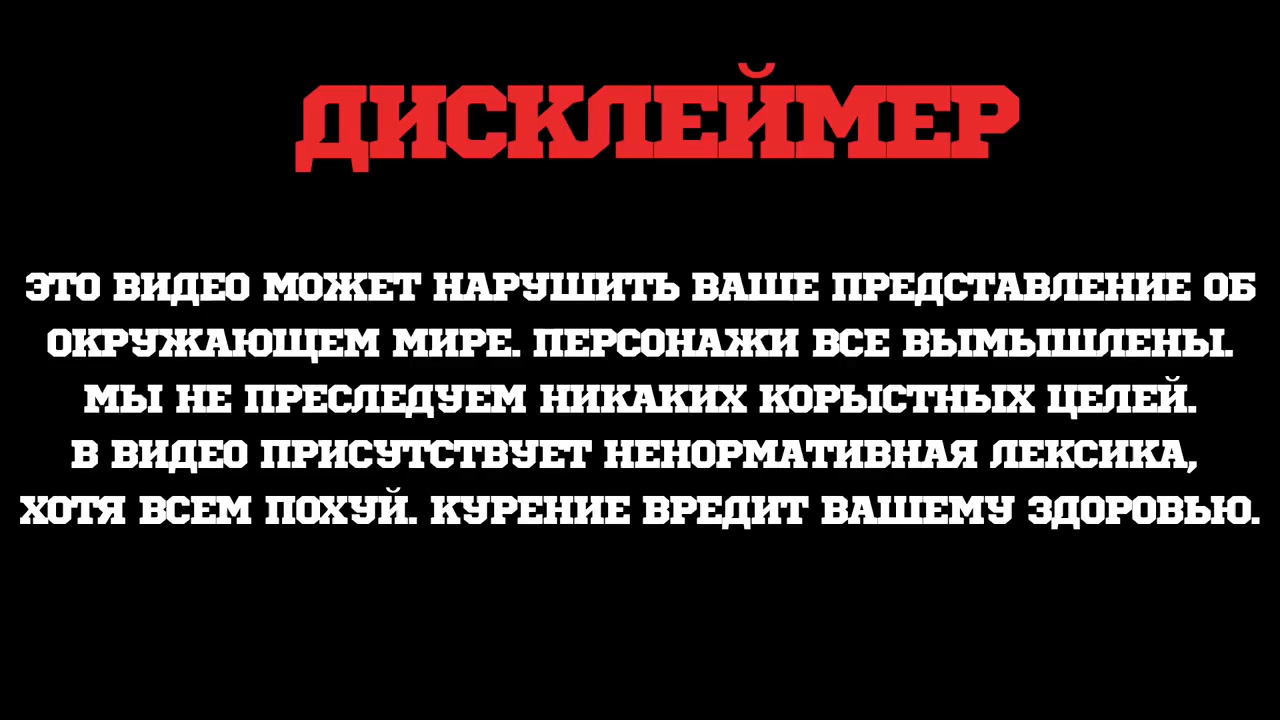 ДИСКЛЕЙМЕР
ЭТО ВИДЕО МОЖЕТ НАРУШИТЬ ВАШЕ ПРЕДСТАВЛЕНИЕ ОБ
ОКРУЖАЮЩЕМ МИРЕ. ПЕРСОНАЖИ ВСЕ ВЫМЫШЛЕНЫ.
МЫ НЕ ПРЕСЛЕДУЕМ НИКАКИХ КОРЫСТНЫХ ЦЕЛЕЙ.
В ВИДЕО ПРИСУТСТВУЕТ НЕНОРМАТИВНАЯ ЛЕКСИКА,
ХОТЯ ВСЕМ ПОХУЙ. КУРЕНИЕ ВРЕДИТ ВАШЕМУ ЗДОРОВЬЮ.